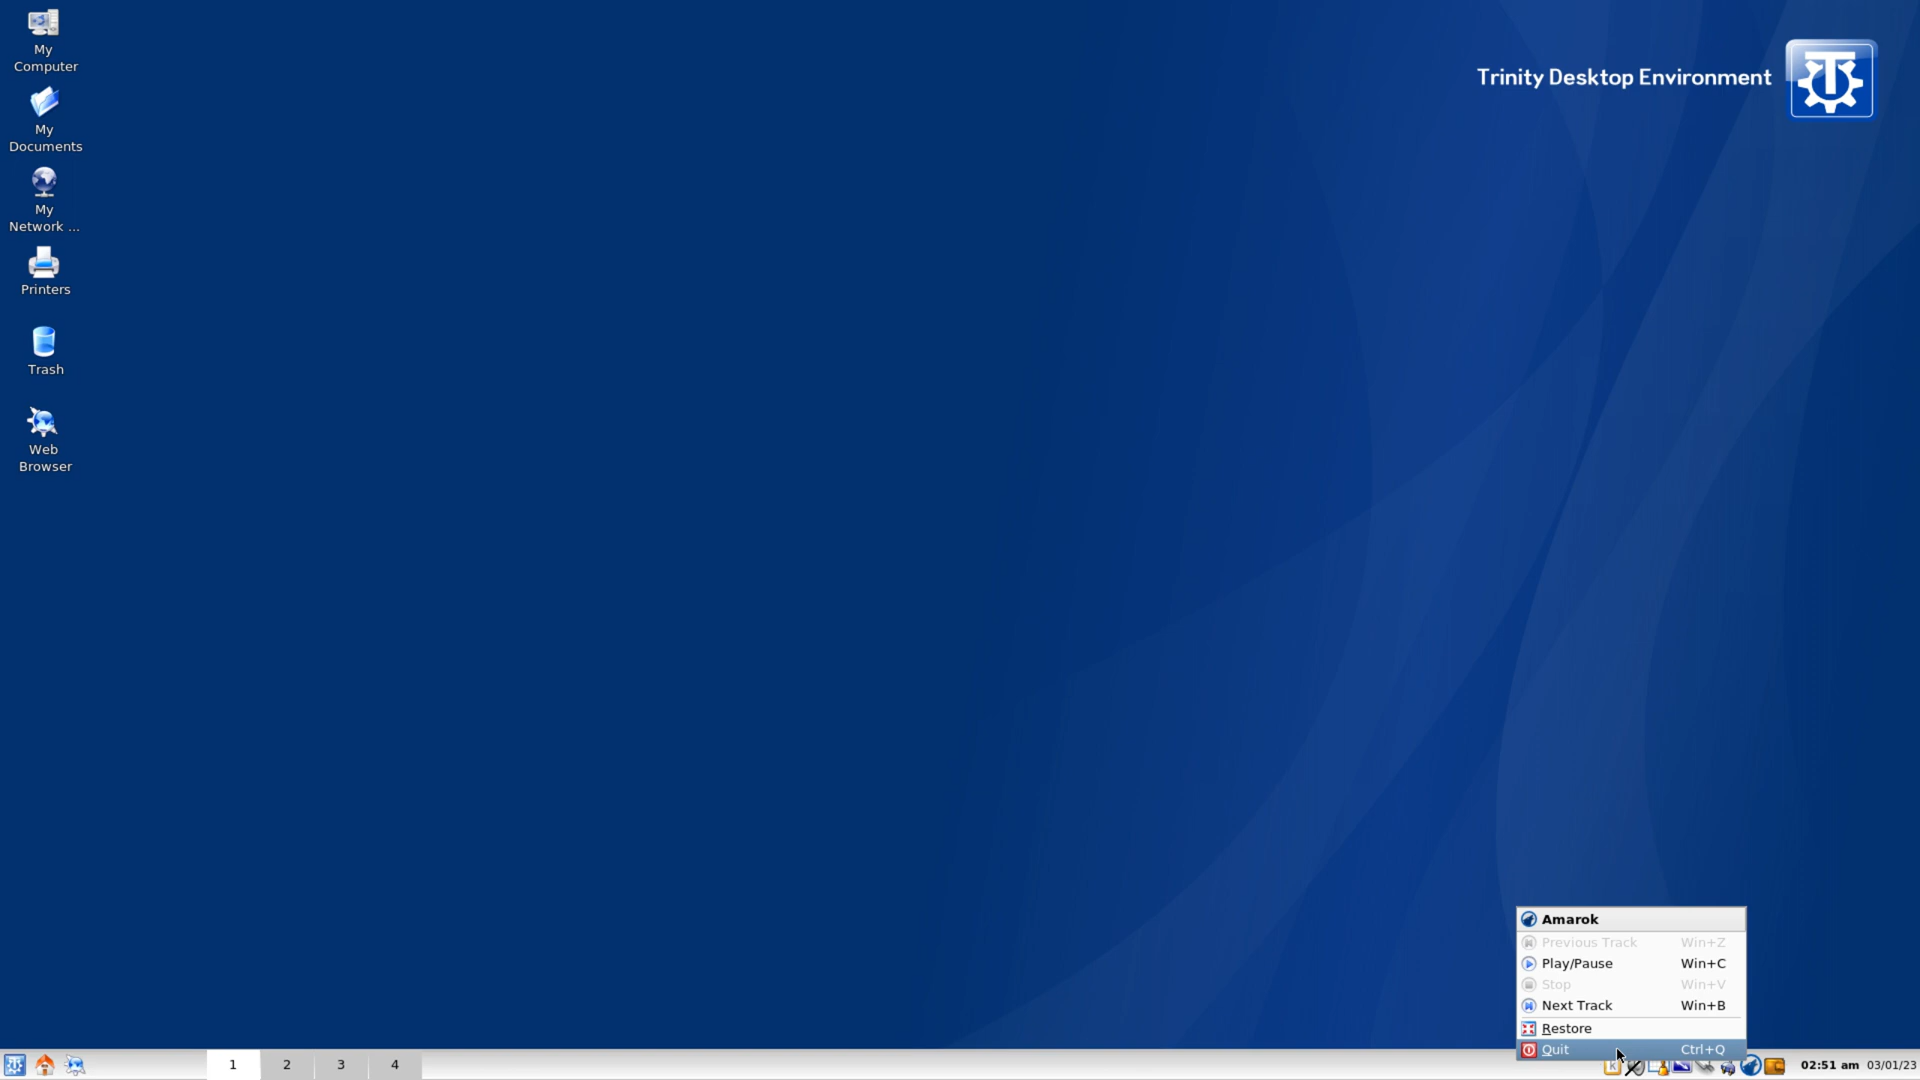 My
Computer
My
Documents
My
Network ...
Printers
Trash
Web
Browser
Trinity Desktop Environment
Amarok
Previous Track Win+Z
Play/Pause Win+C
Stop Win+V
Next Track Win+B
Restore
Quit Ctrl+Q
1 2 3 4
02:51 am 03/01/23